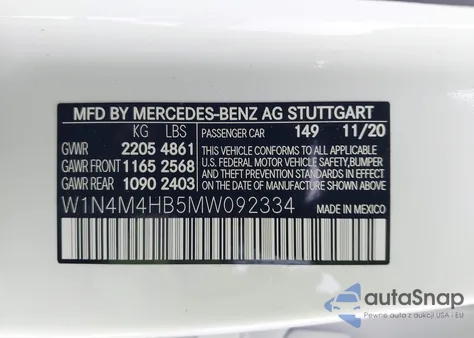 MFD BY MERCEDES-BENZ AG STUTTGART
KG LBS
PASSENGER CAR 149 11/20
GVWR 2205 4861
GAWR FRONT 1165 2568
GAWR REAR 1090 2403
THIS VEHICLE CONFORMS TO ALL APPLICABLE
U.S. FEDERAL MOTOR VEHICLE SAFETY, BUMPER
AND THEFT PREVENTION STANDARDS IN EFFECT
ON THE DATE OF MANUFACTURE SHOWN ABOVE.
W1N4M4HB5MW092334
MADE IN MEXICO
autoSnap
Pewne auta z aukcji USA i EU